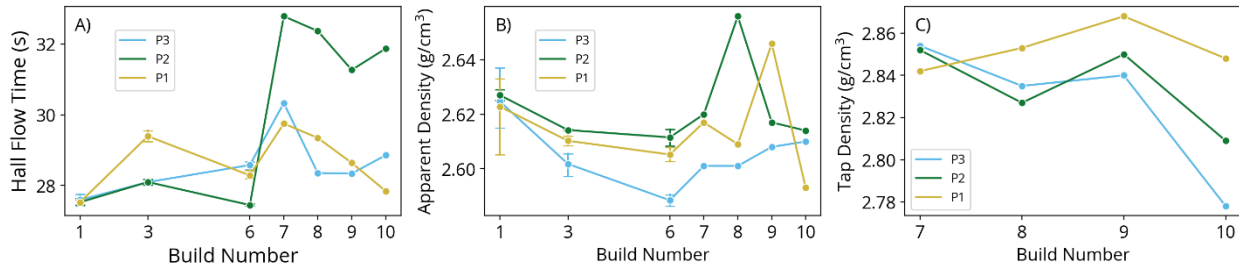 A)
Hall Flow Time (s)
32
30
28
P3
P2
P1
1 3 6 7 8 9 10
Build Number
B)
Apparent Density (g/cm³)
2.64
2.62
2.60
P3
P2
P1
1 3 6 7 8 9 10
Build Number
C)
Tap Density (g/cm³)
2.86
2.84
2.82
2.80
2.78
P3
P2
P1
7 8 9 10
Build Number